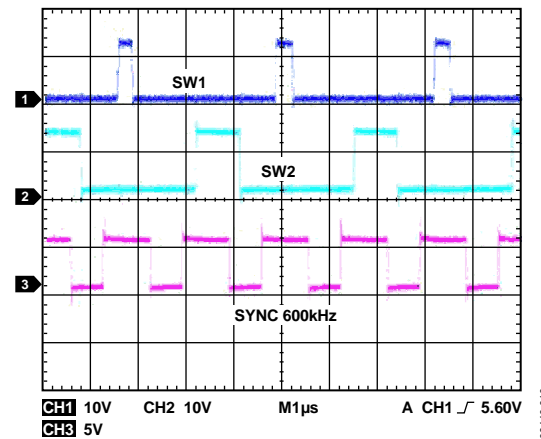 SW1
1
SW2
2
3
SYNC 600kHz
CH1 10V CH2 10V M1µs A CH1 5.60V
CH3 5V